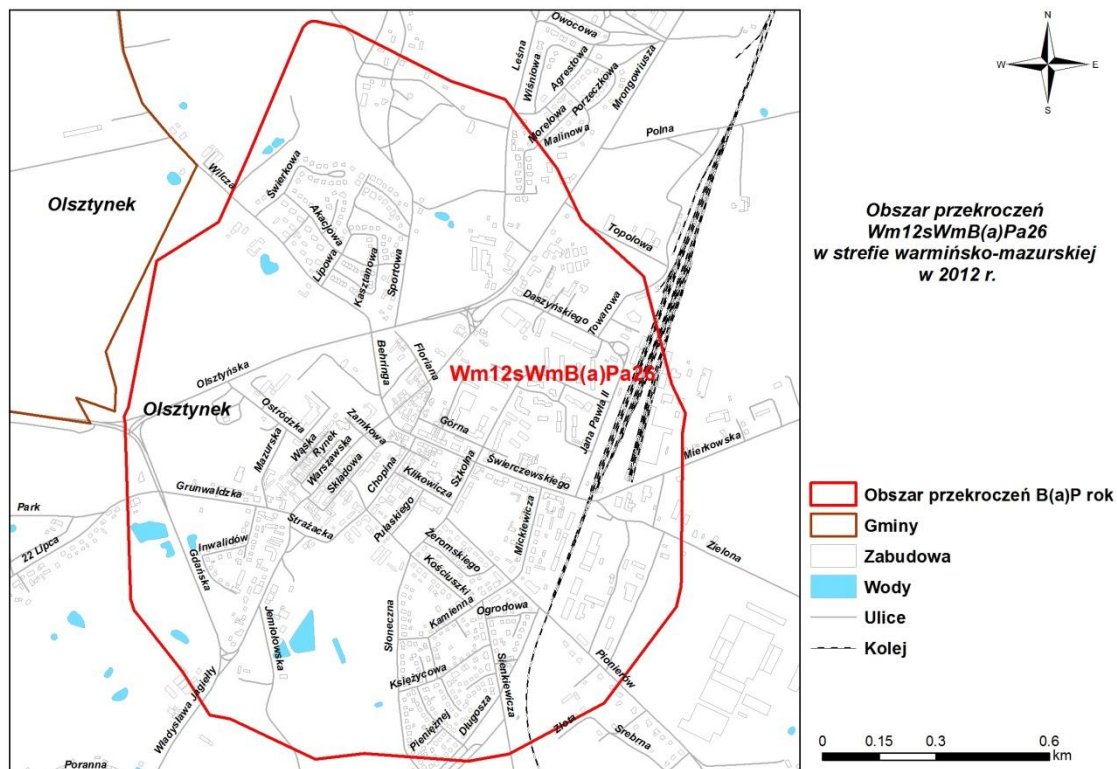 Owocowa
Leśna
Wiśniowa
Agrestowa
Porzeczkowa
Mrongowiusza
Morelowa
Malinowa
Polna
Wilcza
Świerkowa
Olsztynek
Akacjowa
Lipowa
Kasztanowa
Sportowa
Topolowa
Daszyńskiego
Towarowa
Behringa
Floriana
Olsztyńska
Wm12sWmB(a)Pa26
Olsztynek
Ostródzka
Zamkowa
Górna
Jana Pawła II
Mierkowska
Mazurska
Wąska
Rynek
Warszawska
Składowa
Chopina
Klikowicza
Szkolna
Świerczewskiego
Grunwaldzka
Park
Strażacka
Pułaskiego
Mickiewicza
22 Lipca
Inwalidów
Gdańska
Żeromskiego
Zielona
Kościuszki
Jemiołowska
Słoneczna
Kamienna
Ogrodowa
Księżycowa
Sienkiewicza
Pionierów
Władysława Jagiełły
Pieniężnej
Długosza
Złota
Srebrna
Poranna
N
W
E
S
Obszar przekroczeń
Wm12sWmB(a)Pa26
w strefie warmińsko-mazurskiej
w 2012 r.
Obszar przekroczeń B(a)P rok
Gminy
Zabudowa
Wody
Ulice
Kolej
0 0.15 0.3 0.6
km